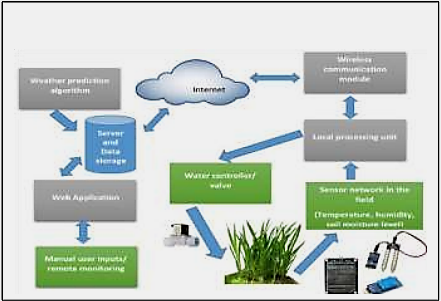 Weather prediction
algorithm
Internet
Wireless
communication
module
Server
and
Data
storage
Local processing unit
Water controller/
valve
Web Application
Sensor network in the
field
(Temperature, humidity,
soil moisture level)
Manual user inputs/
remote monitoring